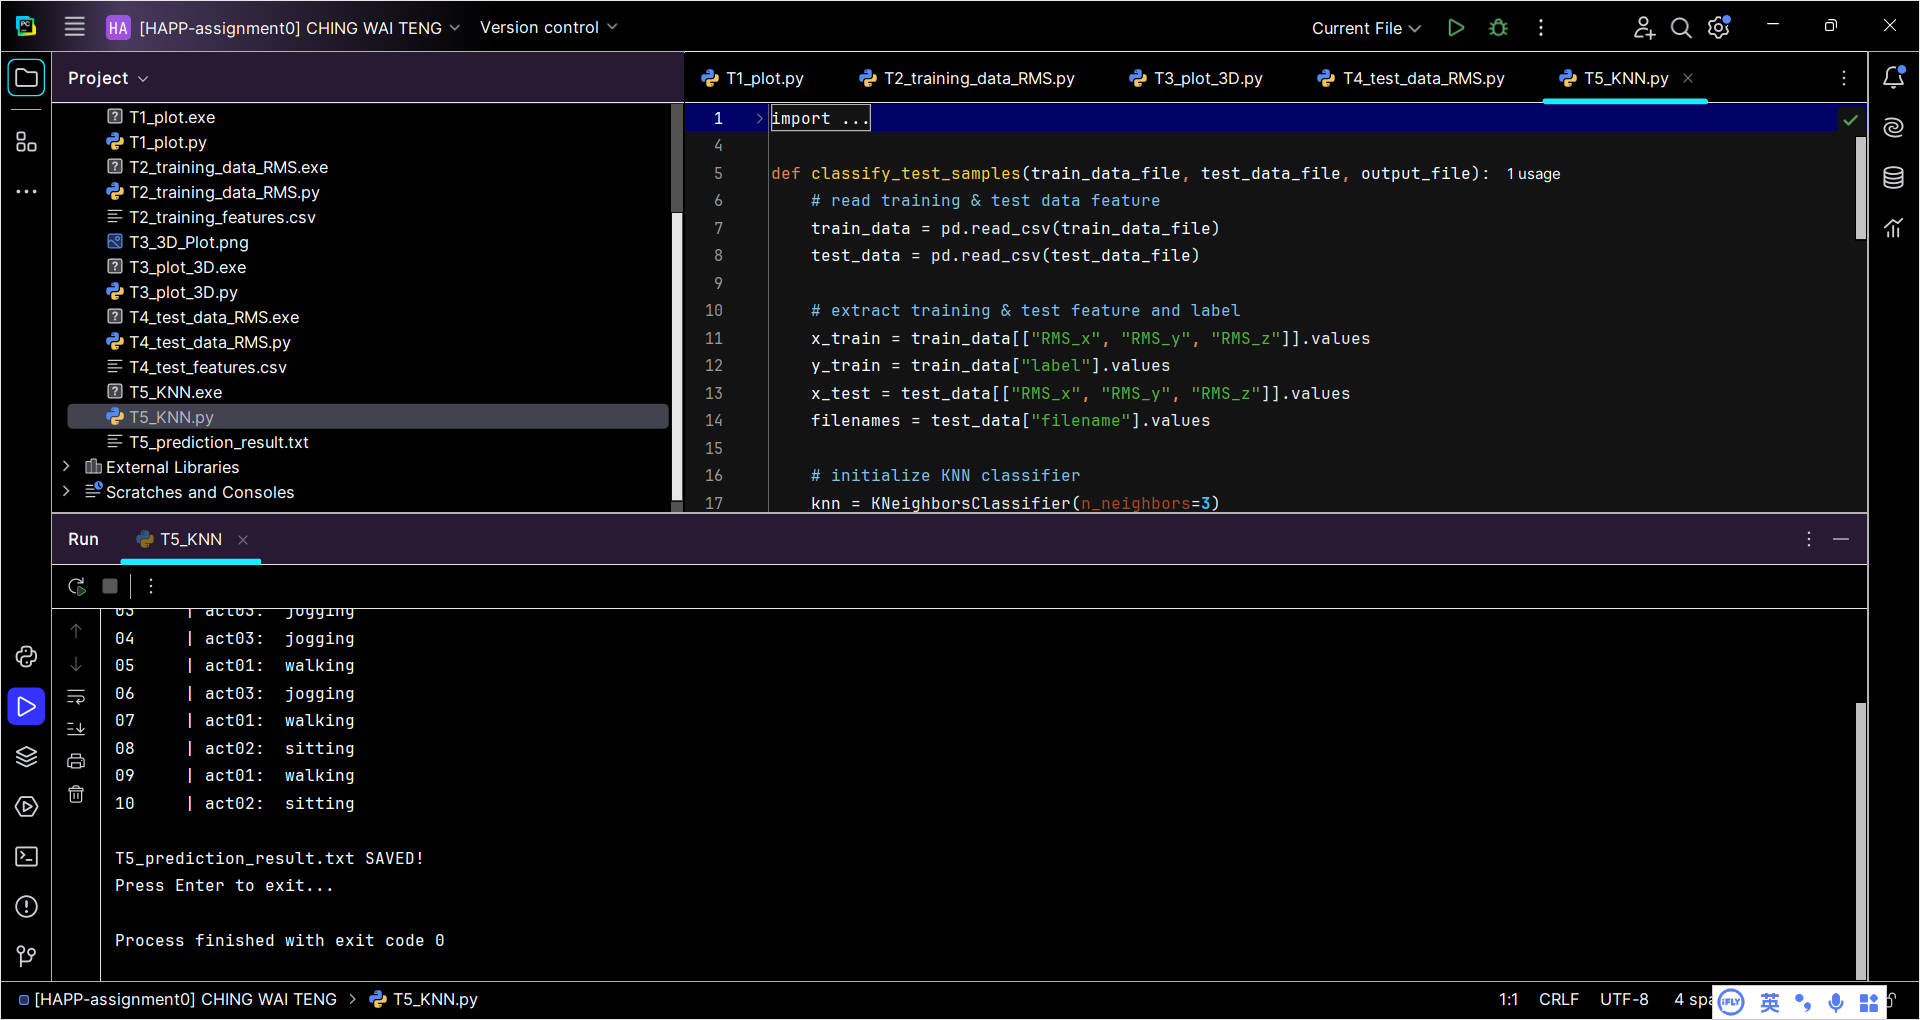 HA [HAPP-assignment0] CHING WAI TENG Version control Current File
Project
T1_plot.exe
T1_plot.py
T2_training_data_RMS.exe
T2_training_data_RMS.py
T2_training_features.csv
T3_3D_Plot.png
T3_plot_3D.exe
T3_plot_3D.py
T4_test_data_RMS.exe
T4_test_data_RMS.py
T4_test_features.csv
T5_KNN.exe
T5_KNN.py
T5_prediction_result.txt
External Libraries
Scratches and Consoles
T1_plot.py T2_training_data_RMS.py T3_plot_3D.py T4_test_data_RMS.py T5_KNN.py
1 import ...
4
5 def classify_test_samples(train_data_file, test_data_file, output_file): 1 usage
6 # read training & test data feature
7 train_data = pd.read_csv(train_data_file)
8 test_data = pd.read_csv(test_data_file)
9
10 # extract training & test feature and label
11 x_train = train_data[["RMS_x", "RMS_y", "RMS_z"]].values
12 y_train = train_data["label"].values
13 x_test = test_data[["RMS_x", "RMS_y", "RMS_z"]].values
14 filenames = test_data["filename"].values
15
16 # initialize KNN classifier
17 knn = KNeighborsClassifier(n_neighbors=3)
Run T5_KNN
03 | act03: jogging
04 | act03: jogging
05 | act01: walking
06 | act03: jogging
07 | act01: walking
08 | act02: sitting
09 | act01: walking
10 | act02: sitting
T5_prediction_result.txt SAVED!
Press Enter to exit...
Process finished with exit code 0
[HAPP-assignment0] CHING WAI TENG > T5_KNN.py 1:1 CRLF UTF-8 4 spa
iFLY 英